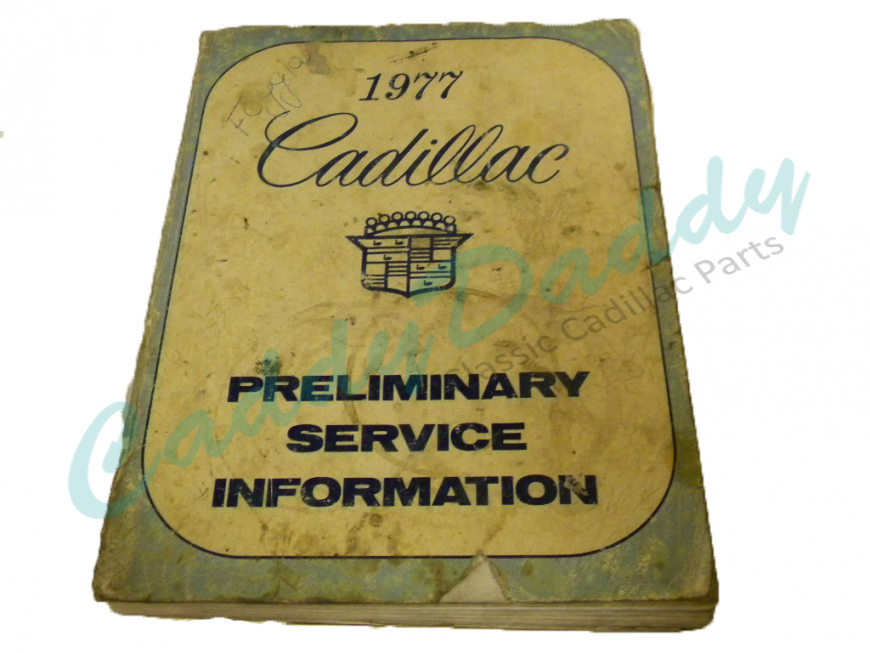 1977
Cadillac
PRELIMINARY
SERVICE
INFORMATION
Caddy Daddy
Classic Cadillac Parts